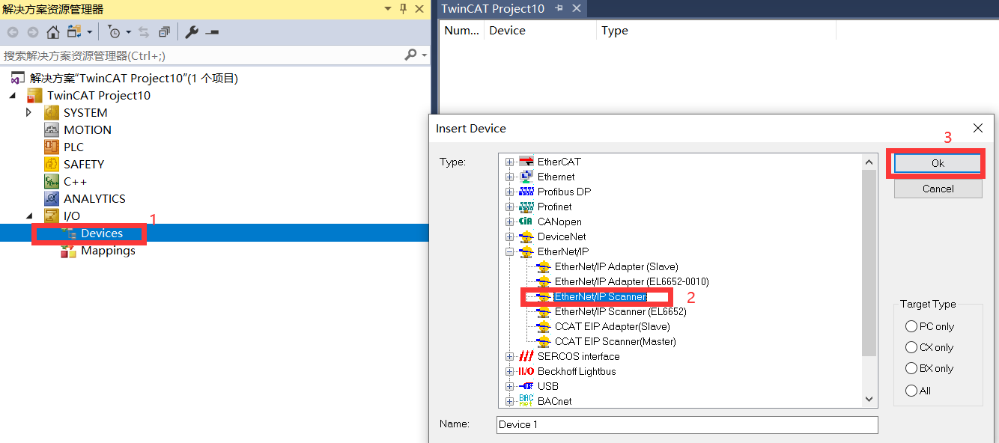 解决方案资源管理器
搜索解决方案资源管理器(Ctrl+;)
解决方案"TwinCAT Project10"(1 个项目)
TwinCAT Project10
SYSTEM
MOTION
PLC
SAFETY
C++
ANALYTICS
I/O
Devices
1
Mappings
TwinCAT Project10
Num... Device Type
Insert Device
3
Type:
EtherCAT
Ethernet
Profibus DP
Profinet
CANopen
DeviceNet
EtherNet/IP
EtherNet/IP Adapter (Slave)
EtherNet/IP Adapter (EL6652-0010)
EtherNet/IP Scanner
2
EtherNet/IP Scanner (EL6652)
CCAT EIP Adapter(Slave)
CCAT EIP Scanner(Master)
SERCOS interface
Beckhoff Lightbus
USB
BACnet
Ok
Cancel
Target Type
PC only
CX only
BX only
All
Name:
Device 1